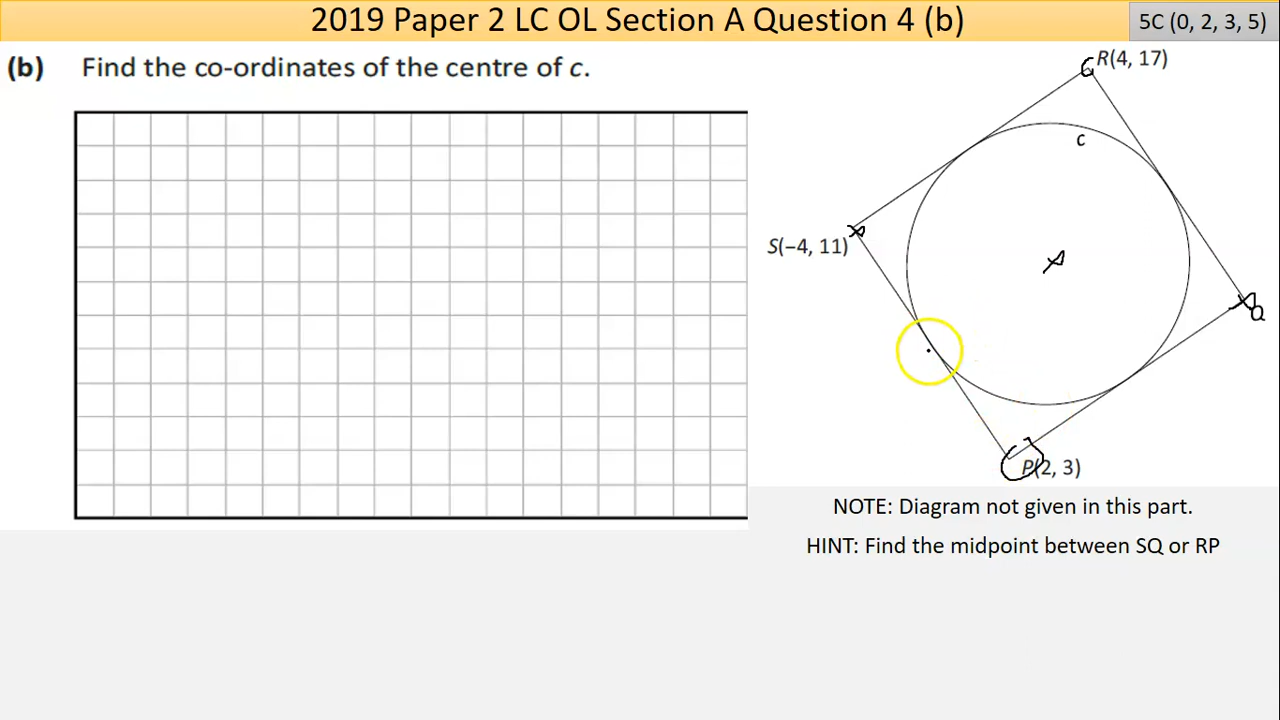 2019 Paper 2 LC OL Section A Question 4 (b)
5C (0, 2, 3, 5)
(b) Find the co-ordinates of the centre of c.
R(4, 17)
c
S(−4, 11)
Q
P(2, 3)
NOTE: Diagram not given in this part.
HINT: Find the midpoint between SQ or RP